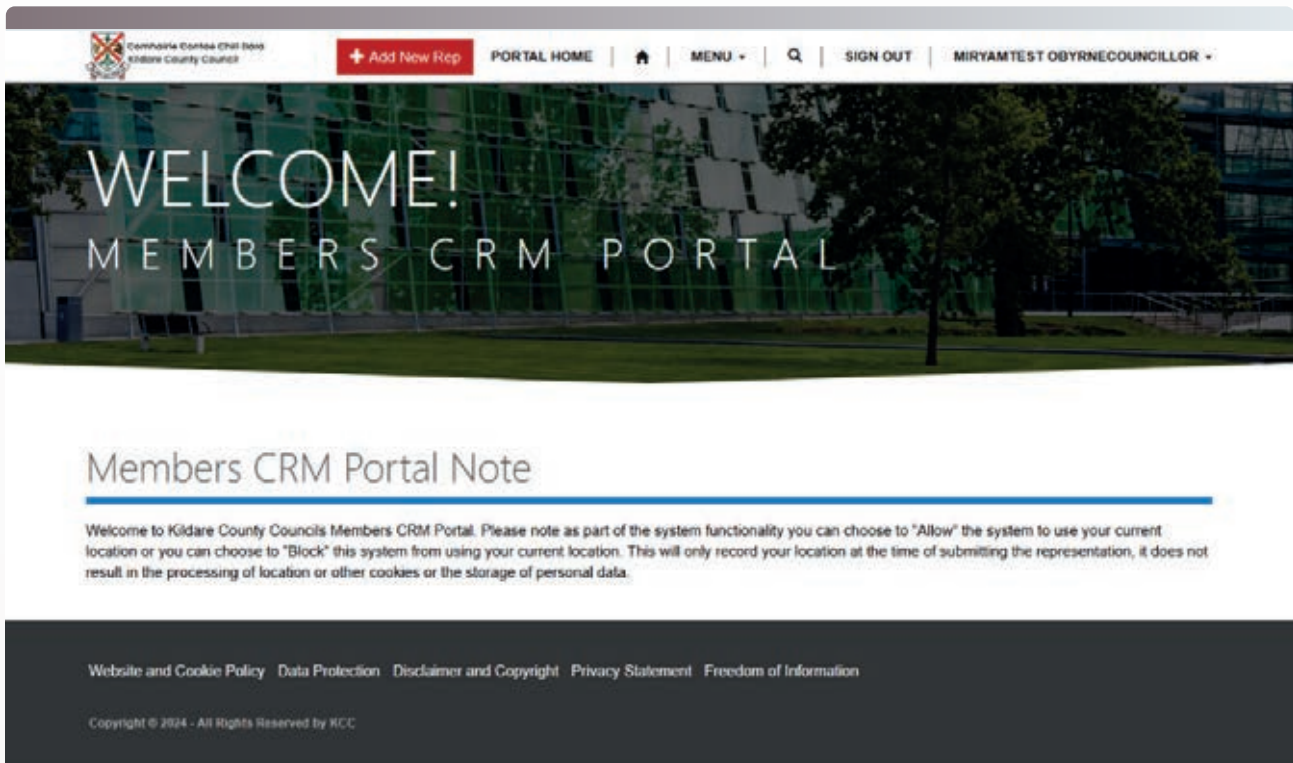 Comhairle Contae Chill Dara
Kildare County Council
+ Add New Rep PORTAL HOME | | MENU | | SIGN OUT | MIRYAMTEST OBYRNECOUNCILLOR
WELCOME!
MEMBERS CRM PORTAL
Members CRM Portal Note
Welcome to Kildare County Councils Members CRM Portal. Please note as part of the system functionality you can choose to "Allow" the system to use your current
location or you can choose to "Block" this system from using your current location. This will only record your location at the time of submitting the representation, it does not
result in the processing of location or other cookies or the storage of personal data.
Website and Cookie Policy Data Protection Disclaimer and Copyright Privacy Statement Freedom of Information
Copyright © 2024 - All Rights Reserved by KCC